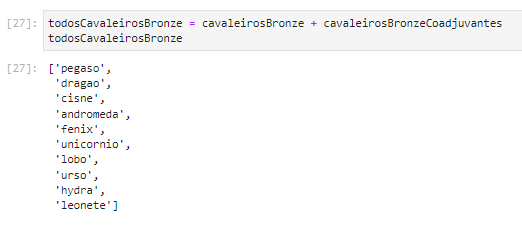 [27]: todosCavaleirosBronze = cavaleirosBronze + cavaleirosBronzeCoadjuvantes
todosCavaleirosBronze
[27]: ['pegaso',
'dragao',
'cisne',
'andromeda',
'fenix',
'unicornio',
'lobo',
'urso',
'hydra',
'leonete']